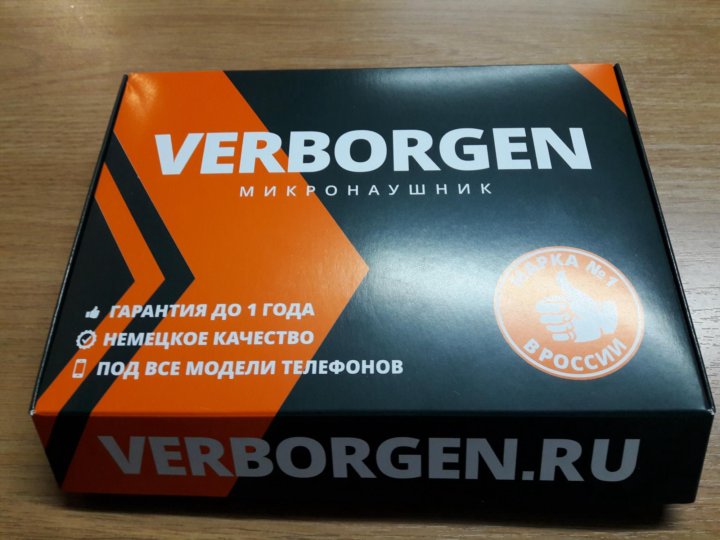 VERBORGEN
МИКРОНАУШНИК
МАРКА №1
В РОССИИ
ГАРАНТИЯ ДО 1 ГОДА
НЕМЕЦКОЕ КАЧЕСТВО
ПОД ВСЕ МОДЕЛИ ТЕЛЕФОНОВ
VERBORGEN.RU